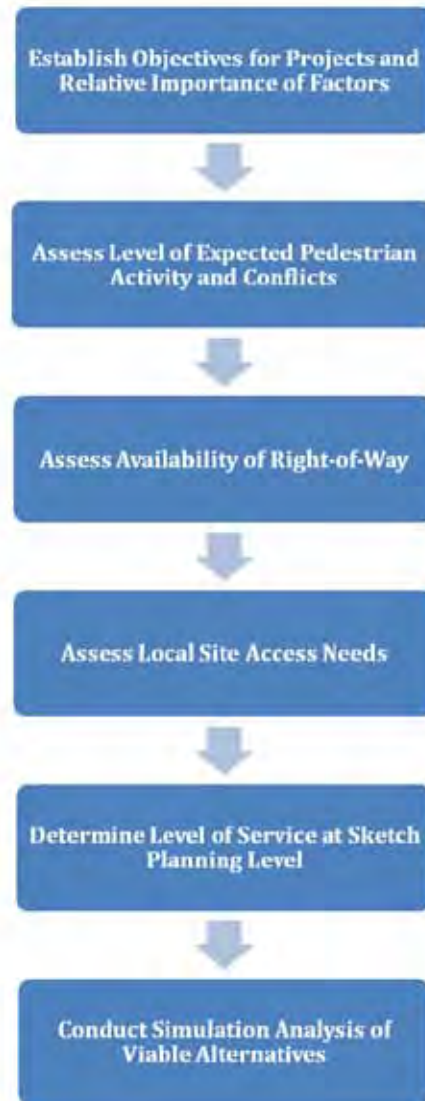 Establish Objectives for Projects and
Relative Importance of Factors
Assess Level of Expected Pedestrian
Activity and Conflicts
Assess Availability of Right-of-Way
Assess Local Site Access Needs
Determine Level of Service at Sketch
Planning Level
Conduct Simulation Analysis of
Viable Alternatives